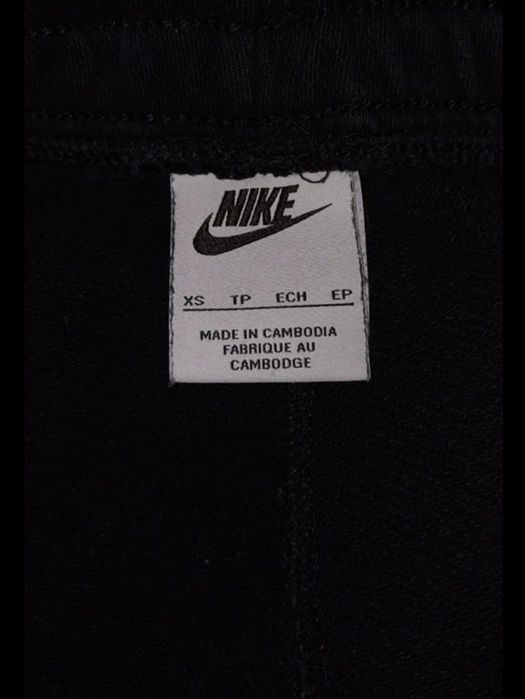 NIKE
XS TP ECH EP
MADE IN CAMBODIA
FABRIQUE AU
CAMBODGE